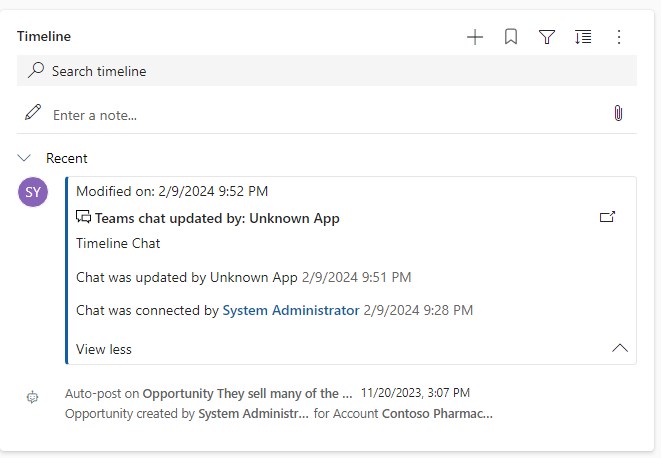 Timeline
Search timeline
Enter a note...
Recent
SY
Modified on: 2/9/2024 9:52 PM
Teams chat updated by: Unknown App
Timeline Chat
Chat was updated by Unknown App 2/9/2024 9:51 PM
Chat was connected by System Administrator 2/9/2024 9:28 PM
View less
Auto-post on Opportunity They sell many of the ... 11/20/2023, 3:07 PM
Opportunity created by System Administr... for Account Contoso Pharmac...